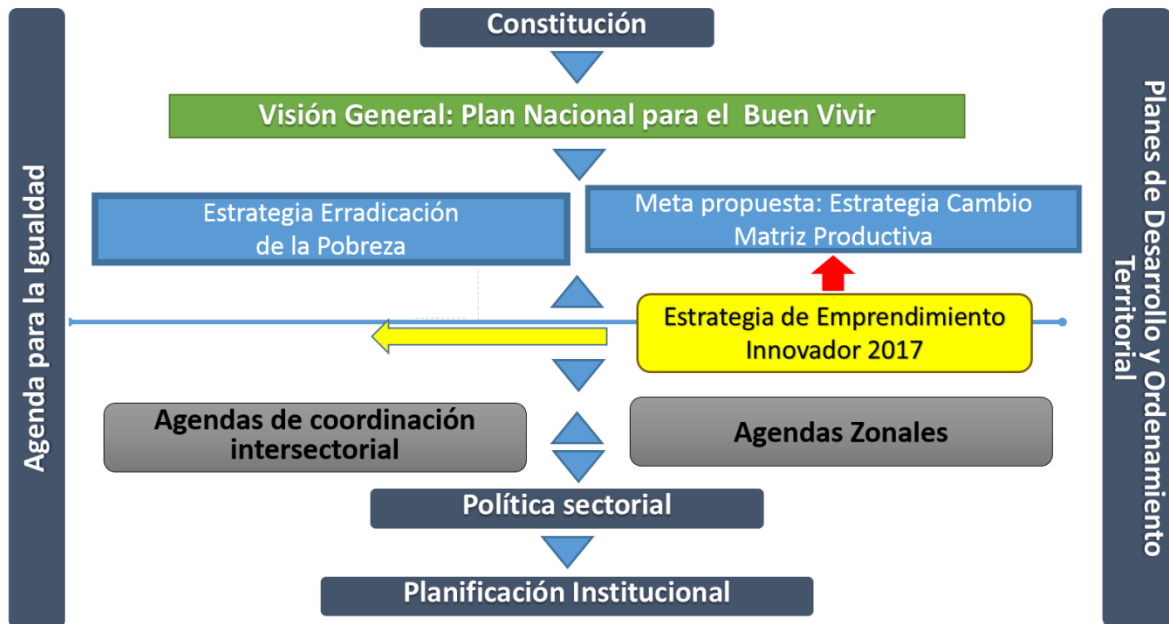 Constitución
Visión General: Plan Nacional para el Buen Vivir
Estrategia Erradicación
de la Pobreza
Meta propuesta: Estrategia Cambio
Matriz Productiva
Estrategia de Emprendimiento
Innovador 2017
Agendas de coordinación
intersectorial
Agendas Zonales
Política sectorial
Planificación Institucional
Agenda para la Igualdad
Planes de Desarrollo y Ordenamiento
Territorial